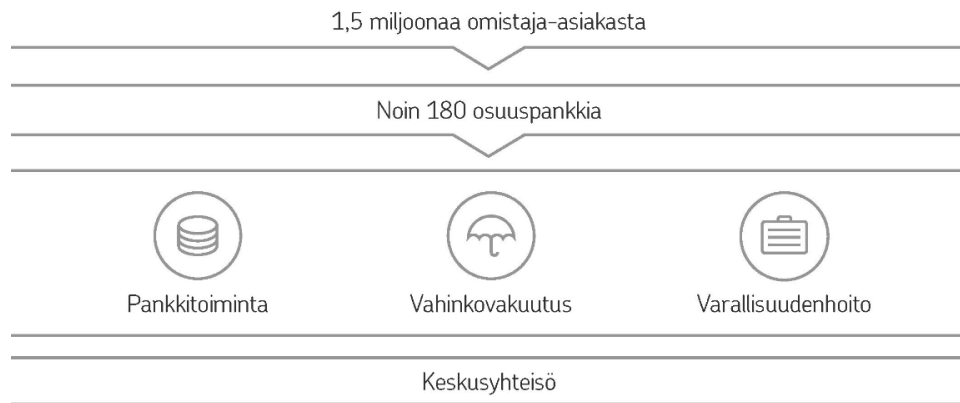 1,5 miljoonaa omistaja-asiakasta
Noin 180 osuuspankkia
Pankkitoiminta
Vahinkovakuutus
Varallisuudenhoito
Keskusyhteisö